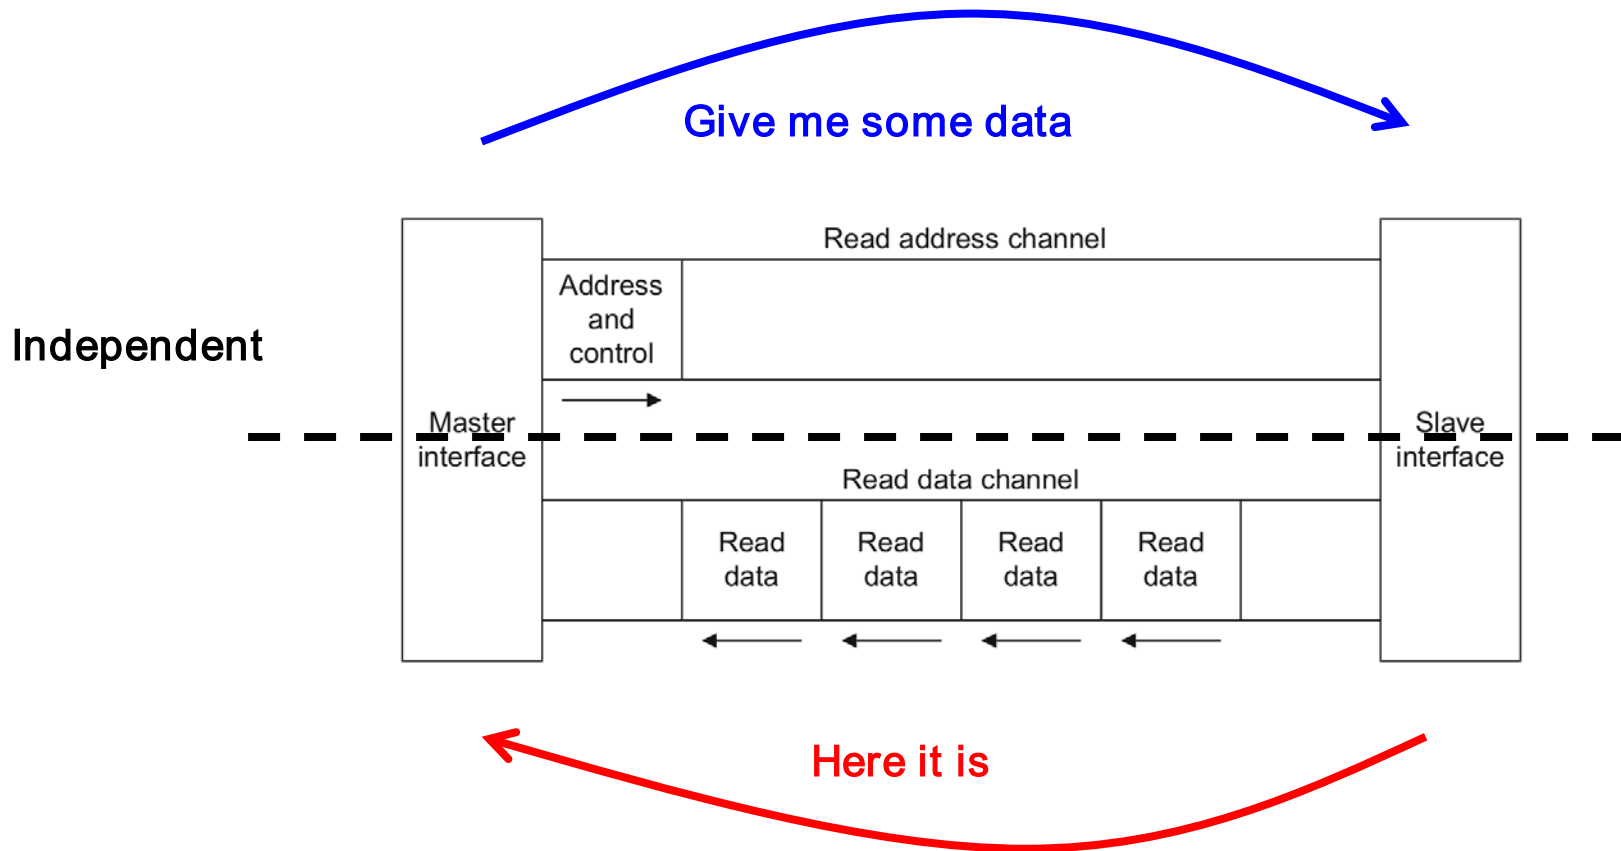 Give me some data
Read address channel
Address
and
control
Independent
Master
interface
Slave
interface
Read data channel
Read
data
Read
data
Read
data
Read
data
Here it is